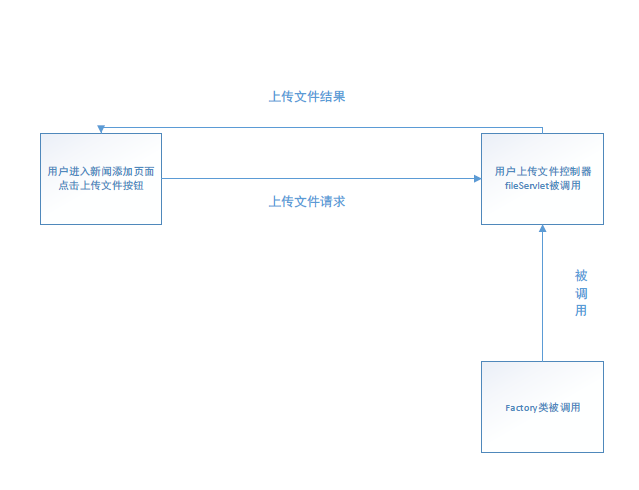 上传文件结果
用户进入新闻添加页面
点击上传文件按钮
用户上传文件控制器
fileServlet被调用
上传文件请求
被
调
用
Factory类被调用